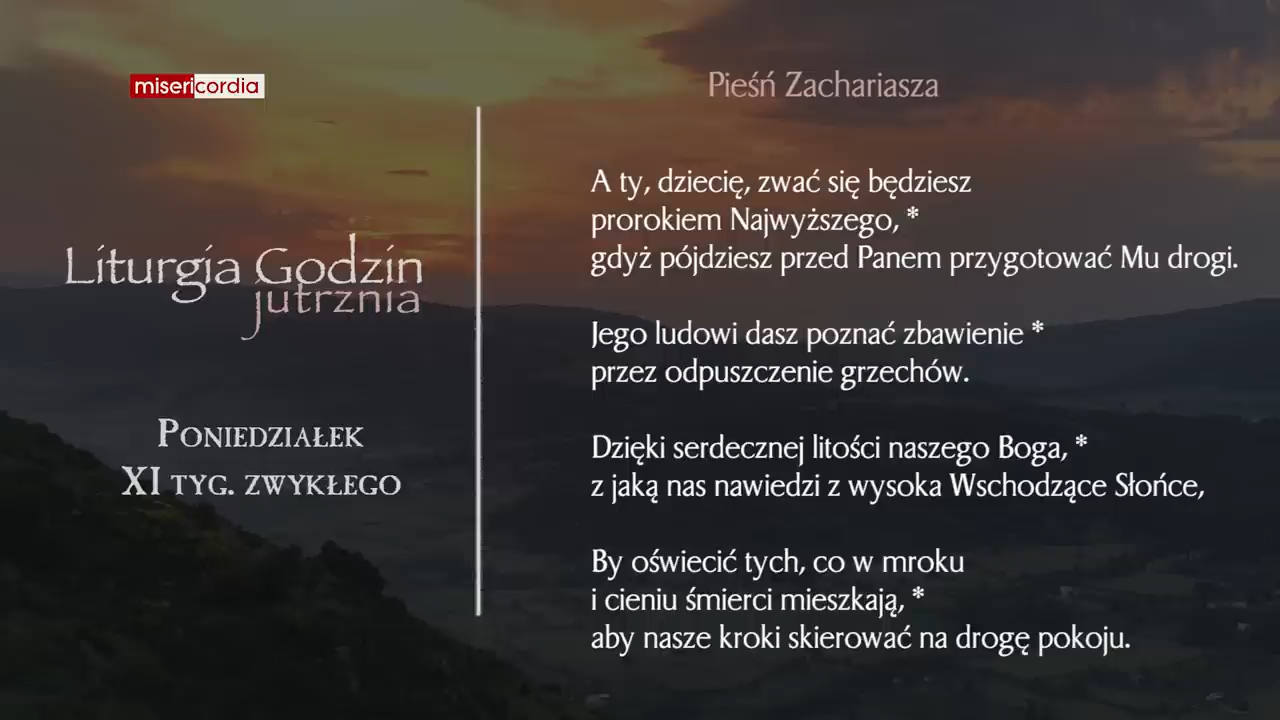 misericordia
Pieśń Zachariasza
Liturgia Godzin
jutrznia
Poniedziałek
XI tyg. zwykłego
A ty, dziecię, zwać się będziesz
prorokiem Najwyższego, *
gdyż pójdziesz przed Panem przygotować Mu drogi.
Jego ludowi dasz poznać zbawienie *
przez odpuszczenie grzechów.
Dzięki serdecznej litości naszego Boga, *
z jaką nas nawiedzi z wysoka Wschodzące Słońce,
By oświecić tych, co w mroku
i cieniu śmierci mieszkają, *
aby nasze kroki skierować na drogę pokoju.